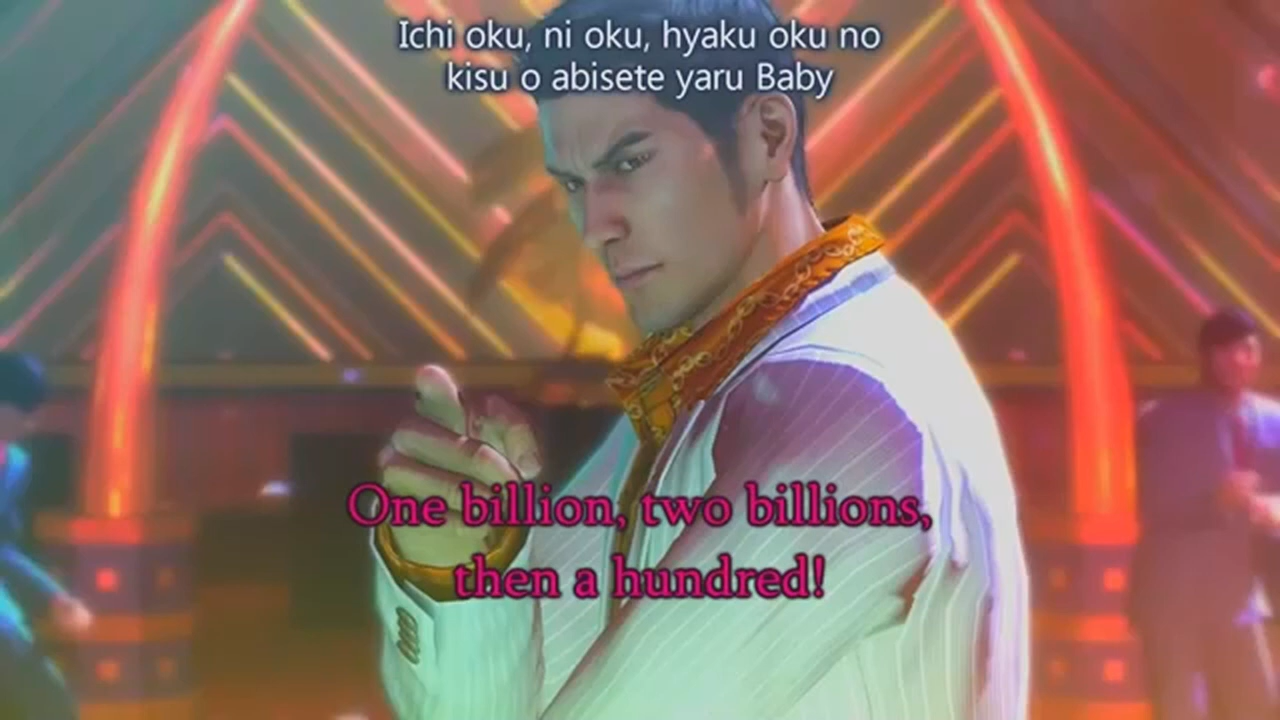 Ichi oku, ni oku, hyaku oku no
kisu o abisete yaru Baby
One billion, two billions,
then a hundred!